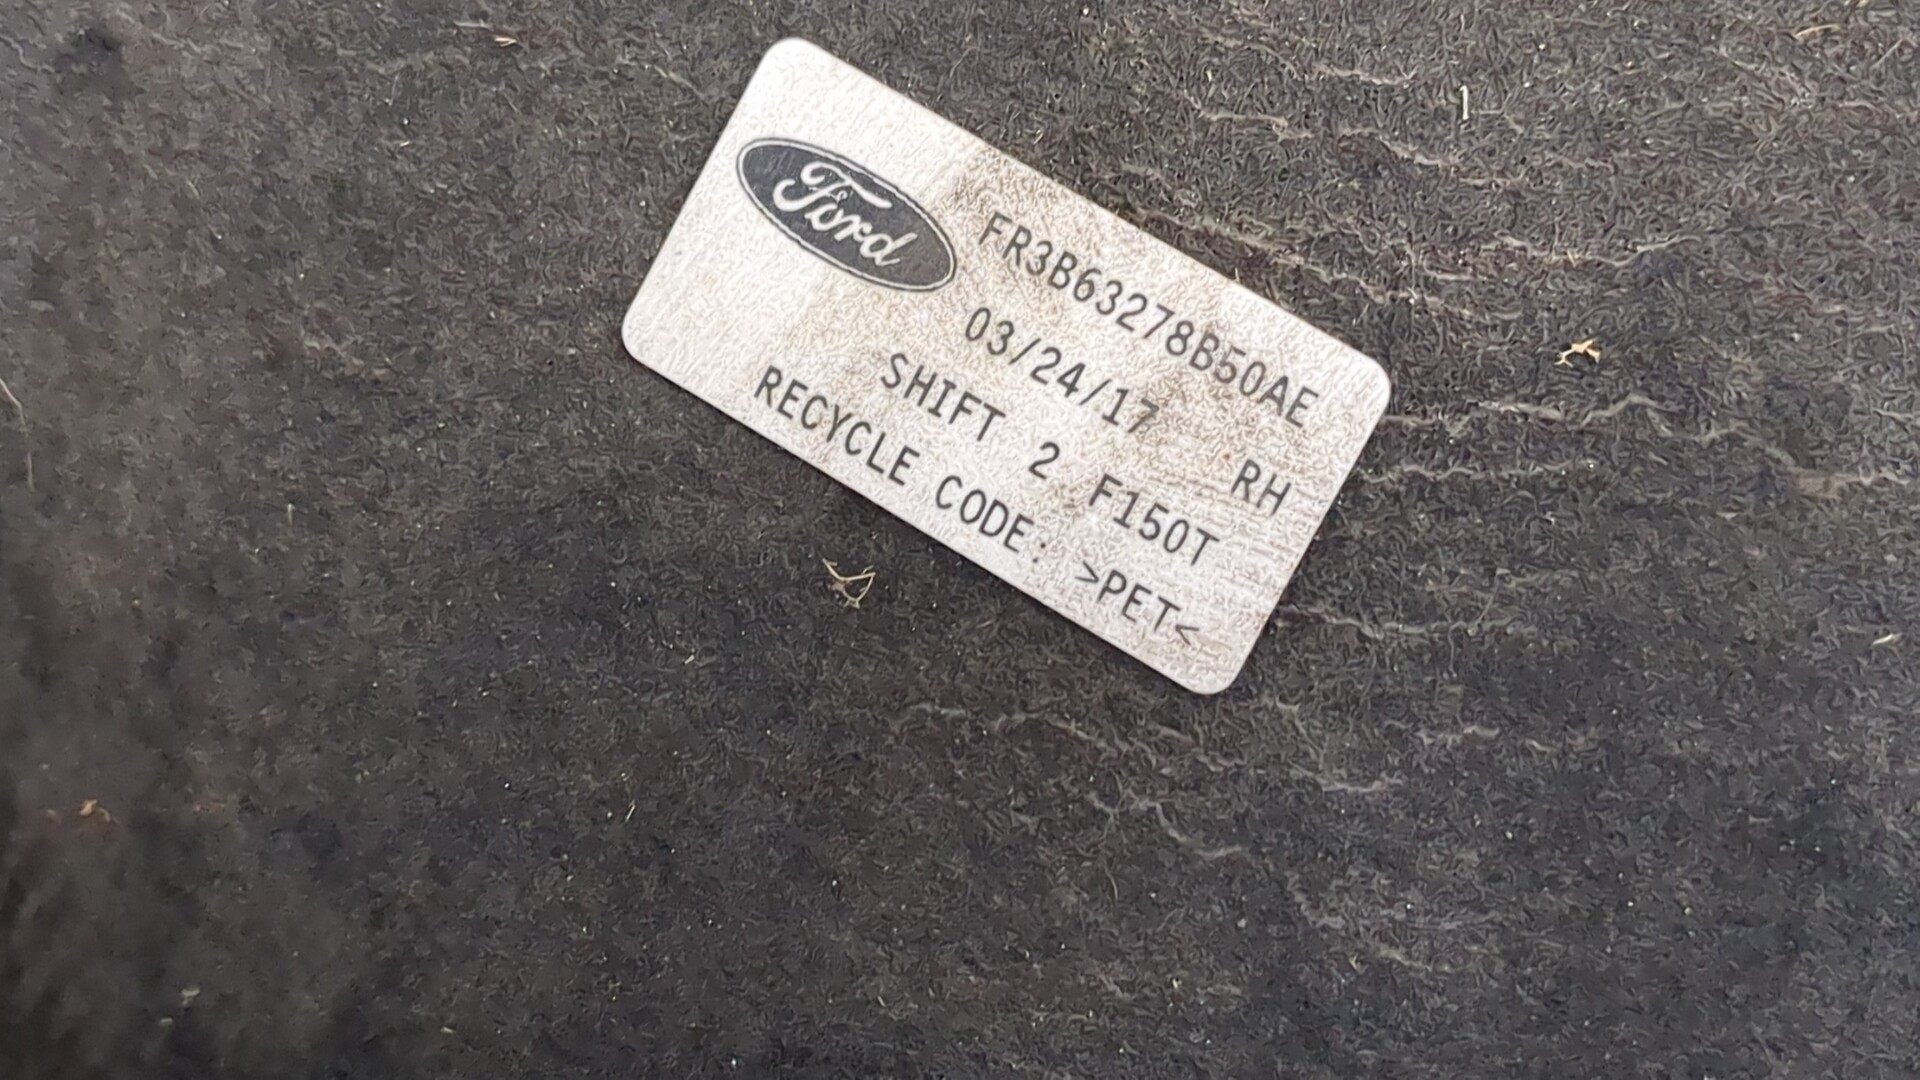 Ford
FR3B63278B50AE
03/24/17 RH
SHIFT 2 F150T
RECYCLE CODE: >PET<